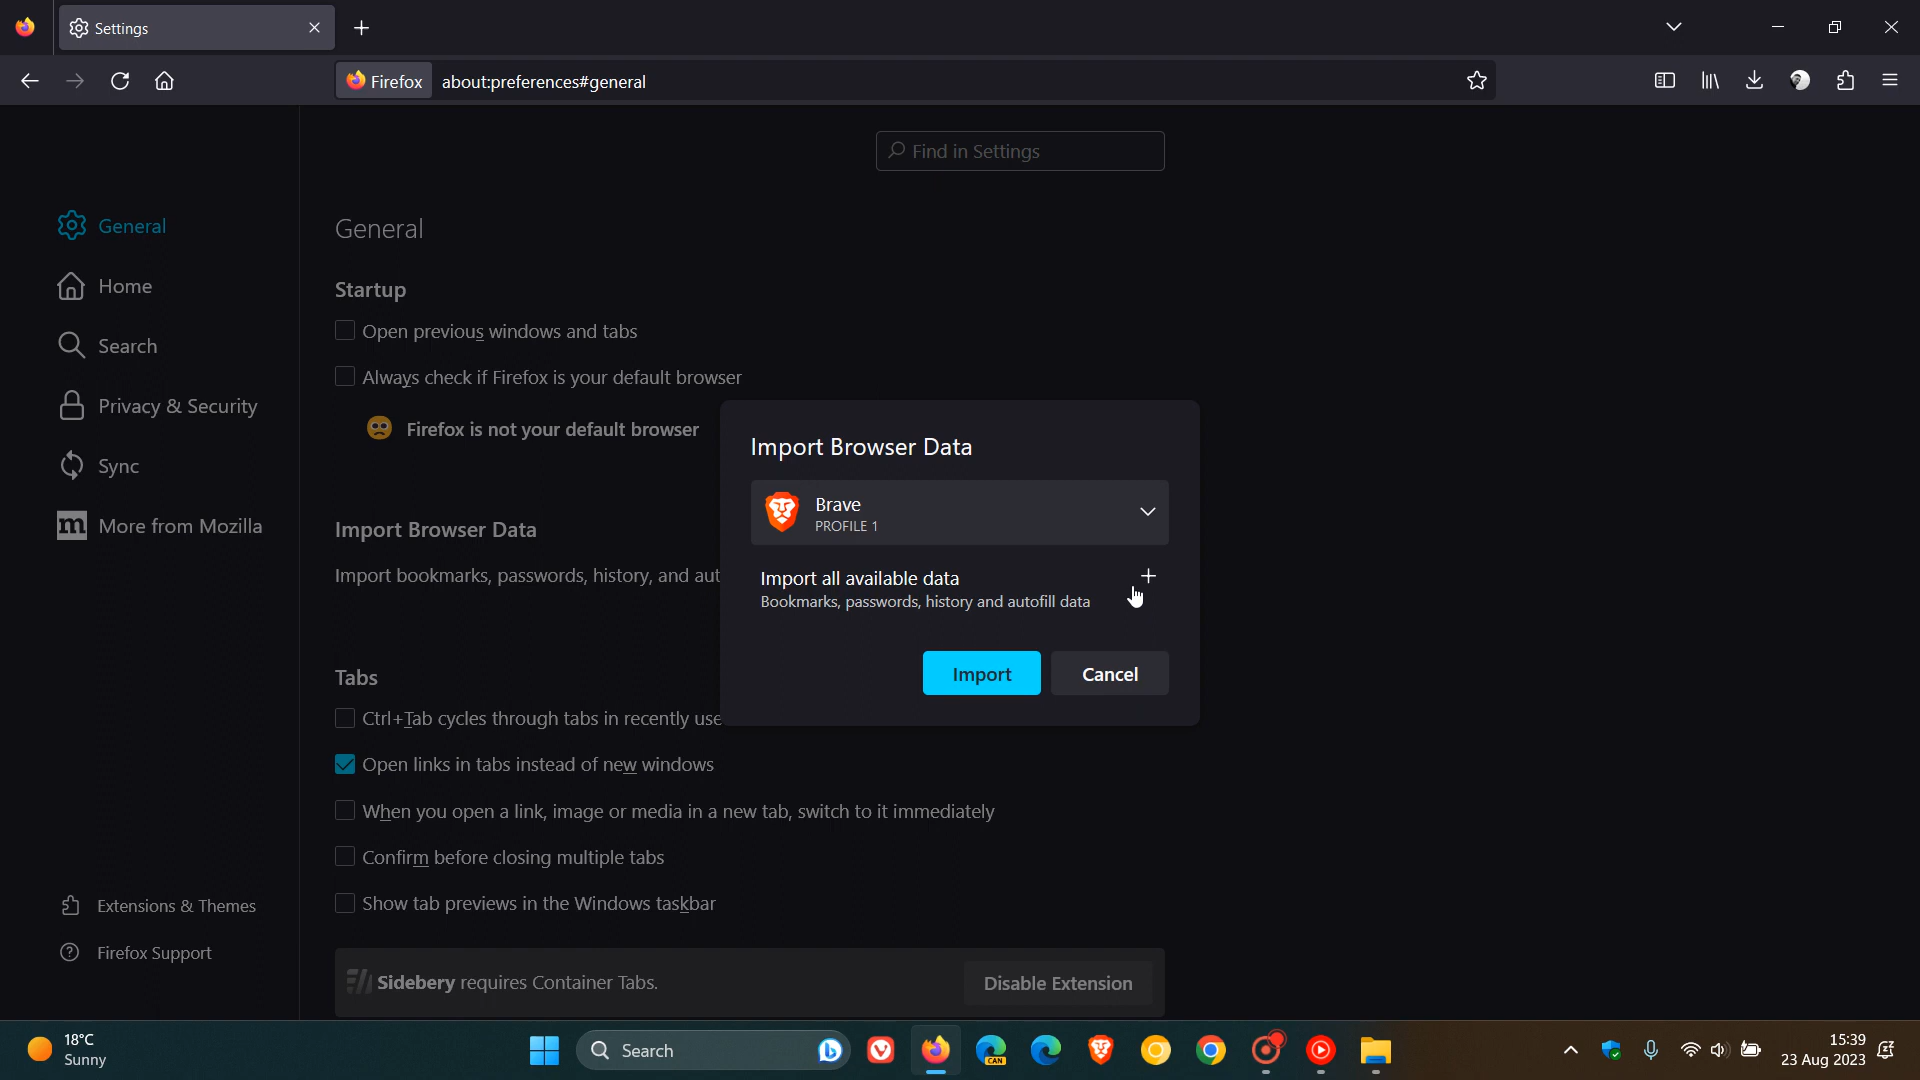 Settings
Firefox
about:preferences#general
Find in Settings
General
Home
Search
Privacy & Security
Sync
m More from Mozilla
Extensions & Themes
Firefox Support
General
Startup
Open previous windows and tabs
Always check if Firefox is your default browser
Firefox is not your default browser
Import Browser Data
Import bookmarks, passwords, history, and aut
Tabs
Ctrl+Tab cycles through tabs in recently use
Open links in tabs instead of new windows
When you open a link, image or media in a new tab, switch to it immediately
Confirm before closing multiple tabs
Show tab previews in the Windows taskbar
Sidebery requires Container Tabs.
Disable Extension
Import Browser Data
Brave
PROFILE 1
Import all available data
Bookmarks, passwords, history and autofill data
Import
Cancel
18°C
Sunny
Search
CAN
15:39
23 Aug 2023